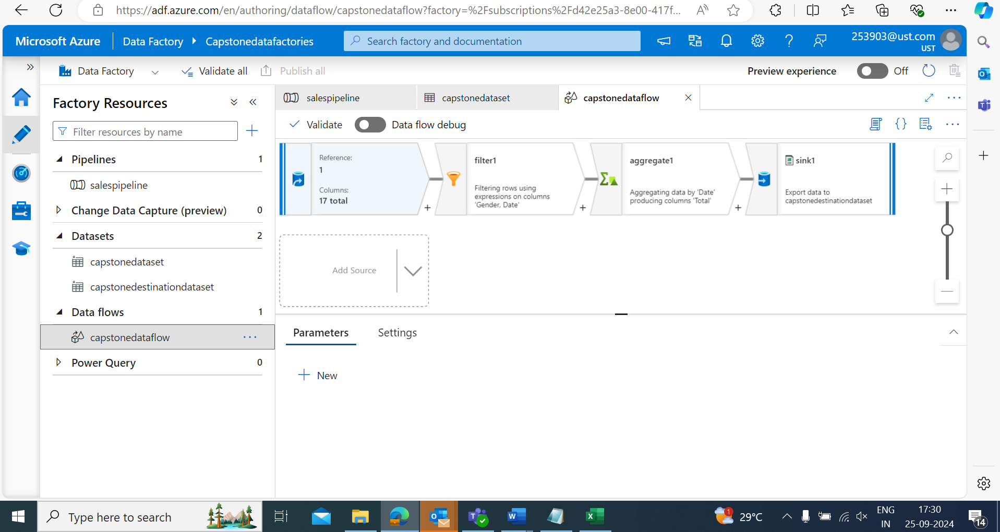 https://adf.azure.com/en/authoring/dataflow/capstonedataflow?factory=%2Fsubscriptions%2Fd42e25a3-8e00-417f...
Microsoft Azure
Data Factory
Capstonedatafactories
Search factory and documentation
253903@ust.com
UST
Data Factory
Validate all
Publish all
Preview experience
Off
Factory Resources
Filter resources by name
Pipelines 1
salespipeline
Change Data Capture (preview) 0
Datasets 2
capstonedataset
capstonedestinationdataset
Data flows 1
capstonedataflow
Power Query 0
salespipeline
capstonedataset
capstonedataflow
Validate
Data flow debug
Reference:
1
Columns:
17 total
+
filter1
Filtering rows using
expressions on columns
'Gender, Date'
+
aggregate1
Aggregating data by 'Date'
producing columns 'Total'
+
sink1
Export data to
capstonedestinationdataset
Add Source
Parameters
Settings
New
Type here to search
1
29°C
ENG
IN
17:30
25-09-2024
14